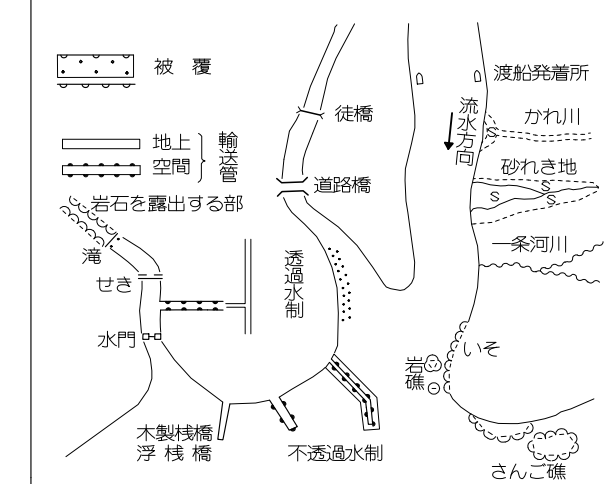 被覆
渡船発着所
流水方向
かれ川
徒橋
地上
空間
輸送管
砂れき地
道路橋
岩石を露出する部
一条河川
滝
透過水制
せき
水門
いそ
岩礁
木製桟橋
浮桟橋
不透過水制
さんご礁
S
S
S
S